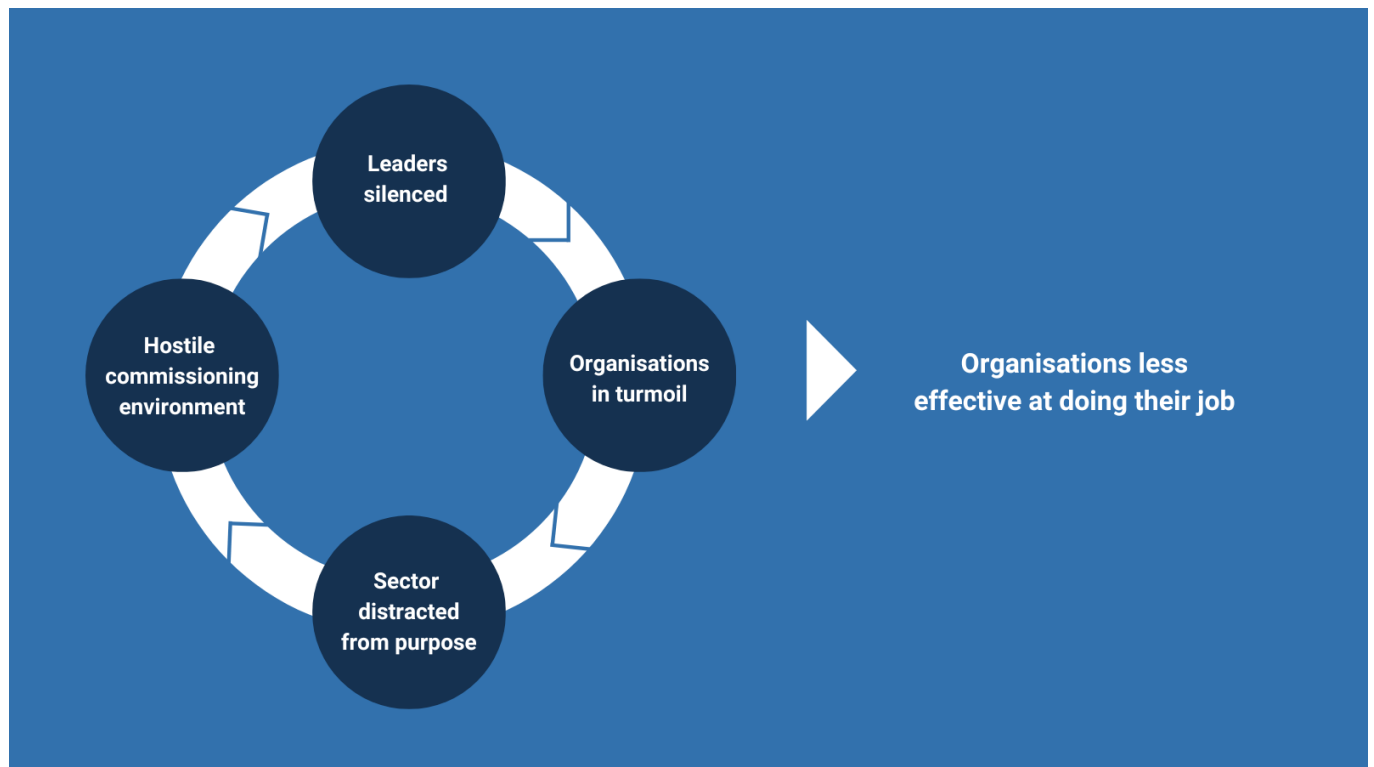 Leaders
silenced
Hostile
commissioning
environment
Organisations
in turmoil
Sector
distracted
from purpose
Organisations less
effective at doing their job